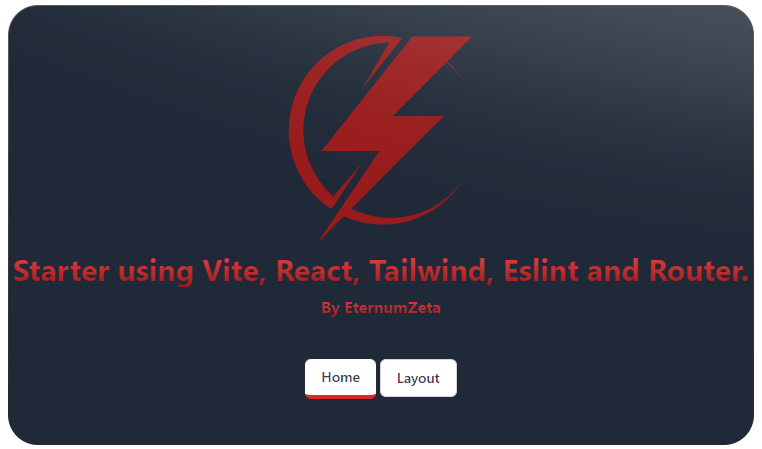 Starter using Vite, React, Tailwind, Eslint and Router.
By EternumZeta
Home Layout